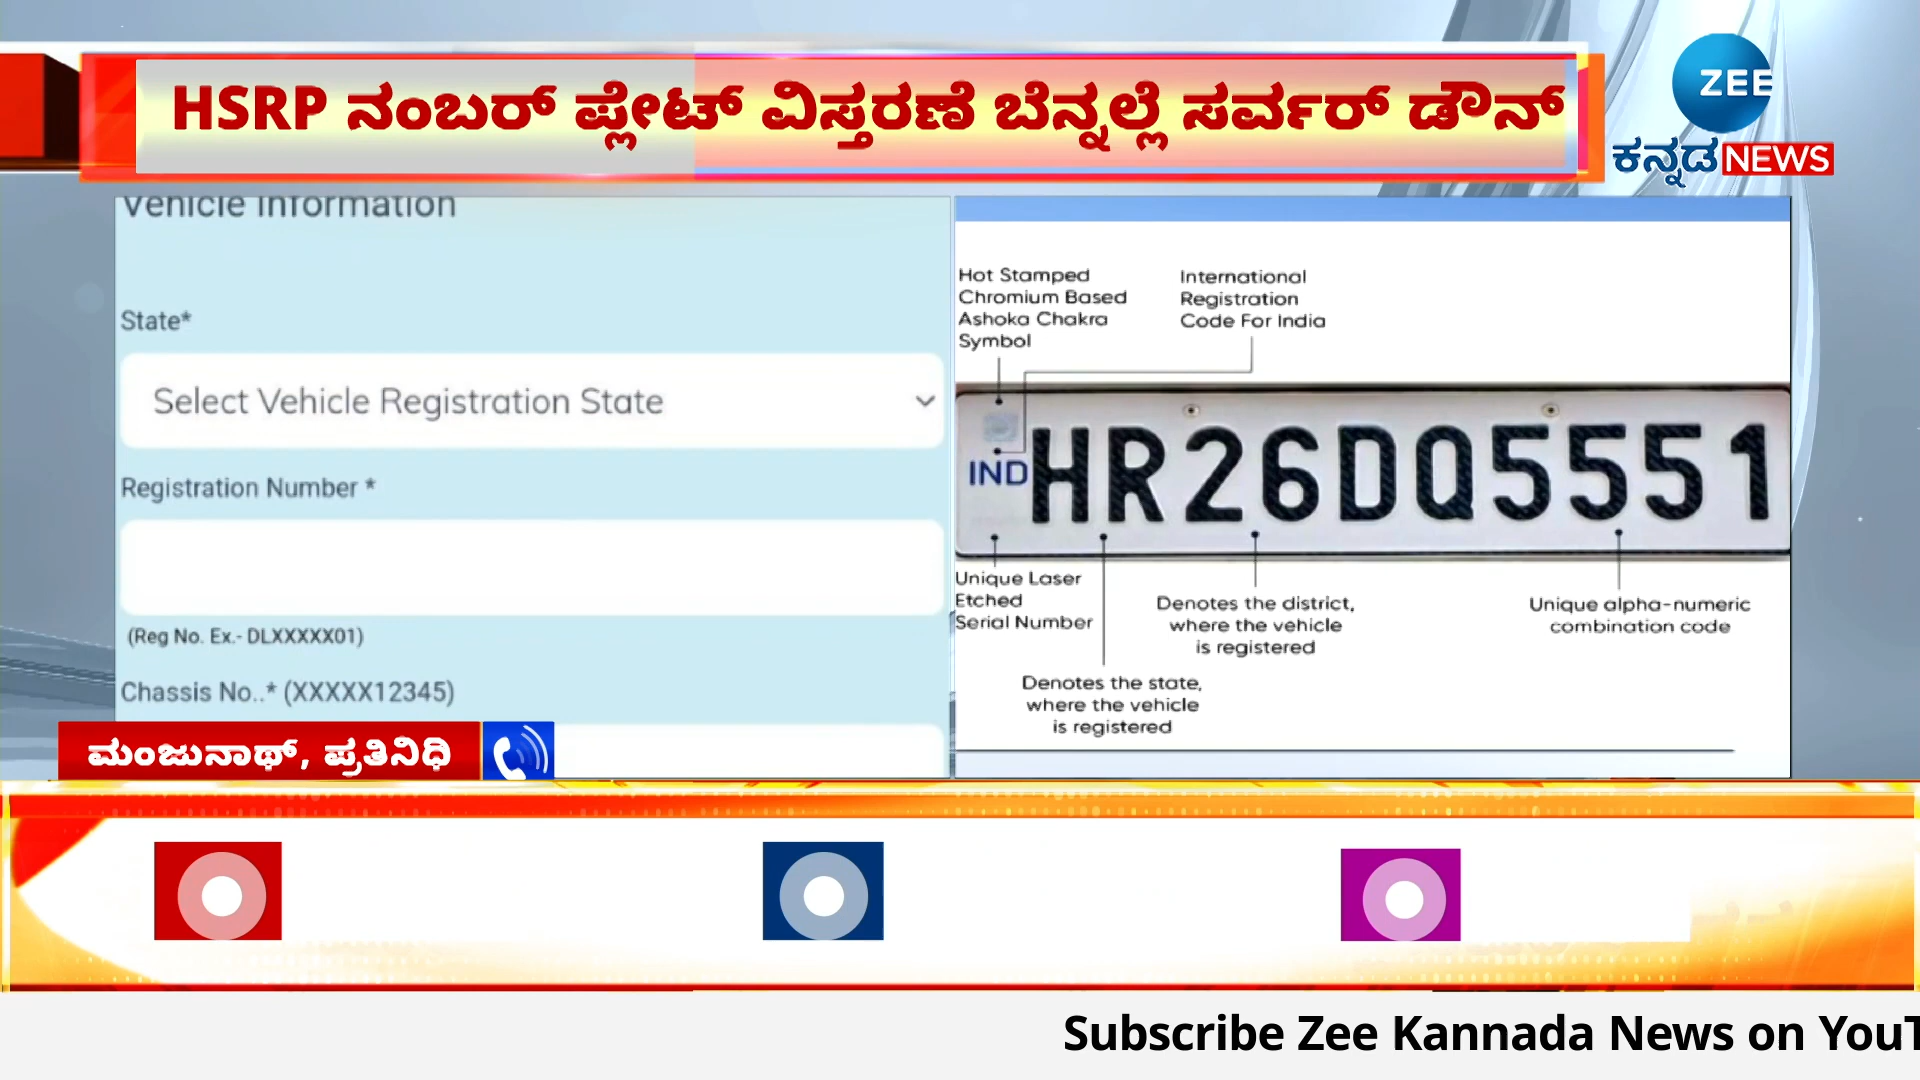 HSRP ನಂಬರ್ ಪ್ಲೇಟ್ ವಿಸ್ತರಣೆ ಬೆನ್ನಲ್ಲೆ ಸರ್ವರ್ ಡೌನ್
ZEE
ಕನ್ನಡ NEWS
Vehicle Information
State*
Select Vehicle Registration State
Registration Number *
(Reg No. Ex.- DLXXXXX01)
Chassis No..* (XXXXX12345)
Hot Stamped
Chromium Based
Ashoka Chakra
Symbol
International
Registration
Code For India
IND
HR26DQ5551
Unique Laser
Etched
Serial Number
Denotes the state,
where the vehicle
is registered
Denotes the district,
where the vehicle
is registered
Unique alpha-numeric
combination code
ಮಂಜುನಾಥ್, ಪ್ರತಿನಿಧಿ
Subscribe Zee Kannada News on YouT